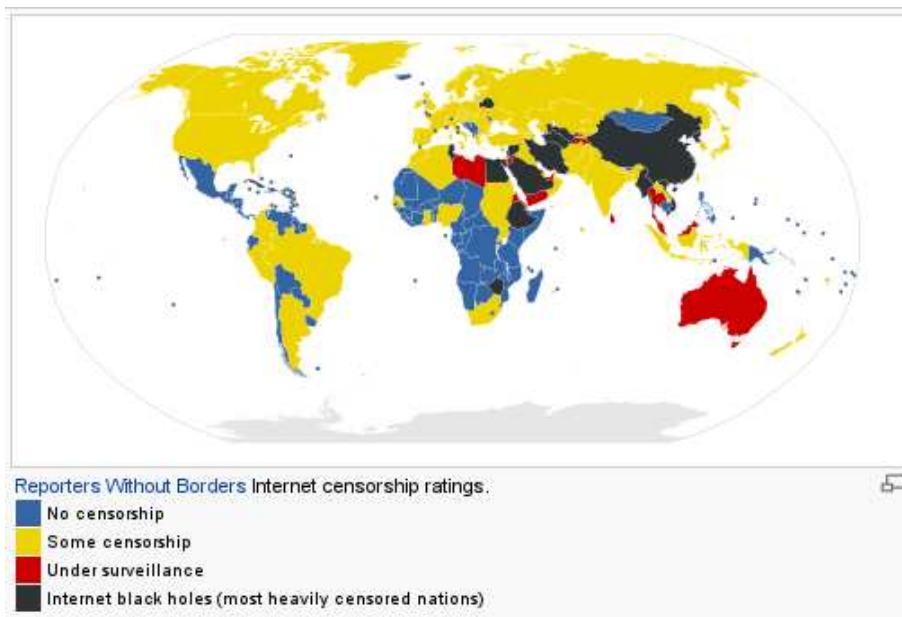 Reporters Without Borders Internet censorship ratings.
No censorship
Some censorship
Under surveillance
Internet black holes (most heavily censored nations)